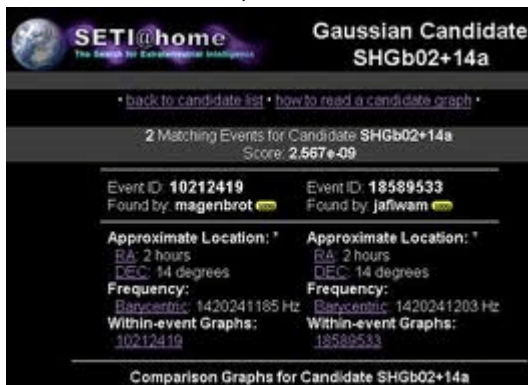 SETI@home
The Search for Extraterrestrial Intelligence
Gaussian Candidate
SHGb02+14a
• back to candidate list • how to read a candidate graph •
2 Matching Events for Candidate SHGb02+14a
Score: 2.567e-09
Event ID: 10212419
Found by: magenbrot
Event ID: 18589533
Found by: jaflwam
Approximate Location: *
RA: 2 hours
DEC: 14 degrees
Frequency:
Barycentric: 1420241185 Hz
Within-event Graphs:
10212419
Approximate Location: *
RA: 2 hours
DEC: 14 degrees
Frequency:
Barycentric: 1420241203 Hz
Within-event Graphs:
18589533
Comparison Graphs for Candidate SHGb02+14a